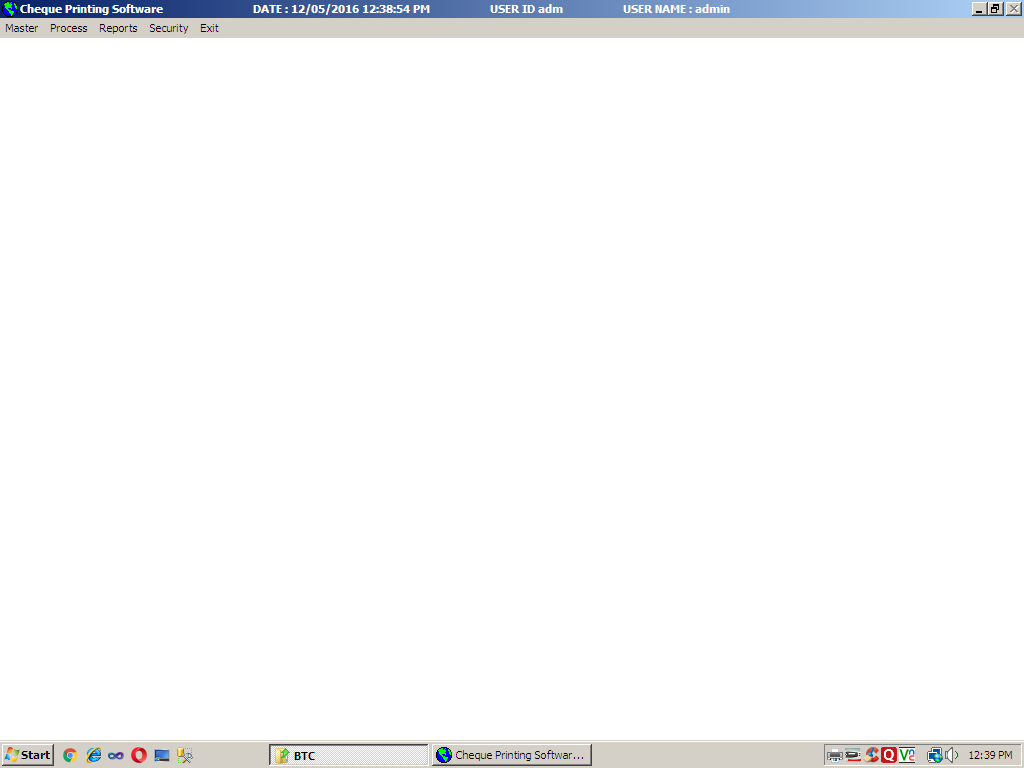 Cheque Printing Software DATE : 12/05/2016 12:38:54 PM USER ID adm USER NAME : admin
Master Process Reports Security Exit
Start BTC Cheque Printing Softwar... 12:39 PM